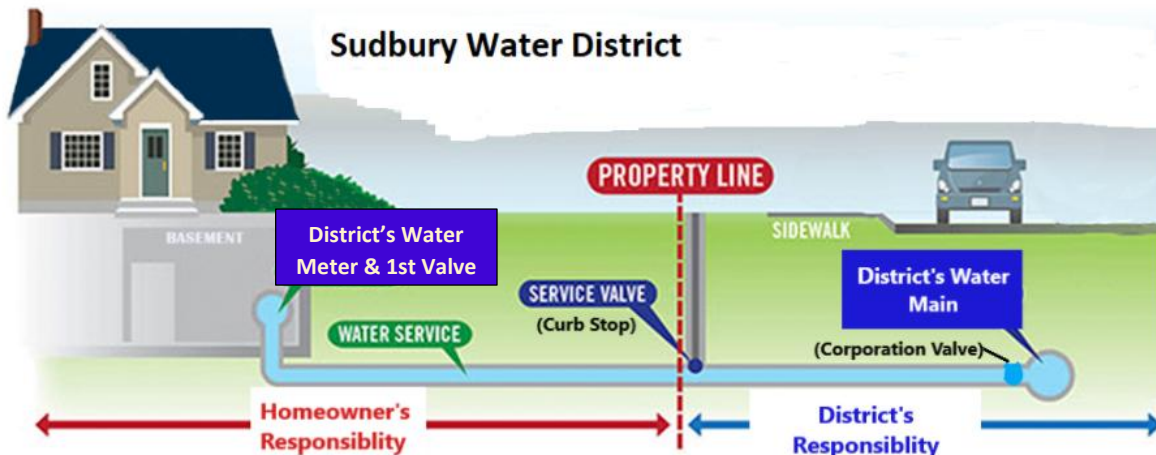 Sudbury Water District
PROPERTY LINE
BASEMENT
District's Water
Meter & 1st Valve
SIDEWALK
SERVICE VALVE
(Curb Stop)
District's Water
Main
WATER SERVICE
(Corporation Valve)
Homeowner's
Responsiblity
District's
Responsiblity